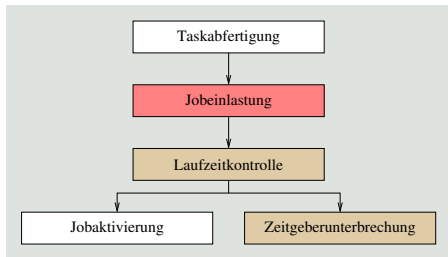 Taskabfertigung
Jobeinlastung
Laufzeitkontrolle
Jobaktivierung
Zeitgeberunterbrechung